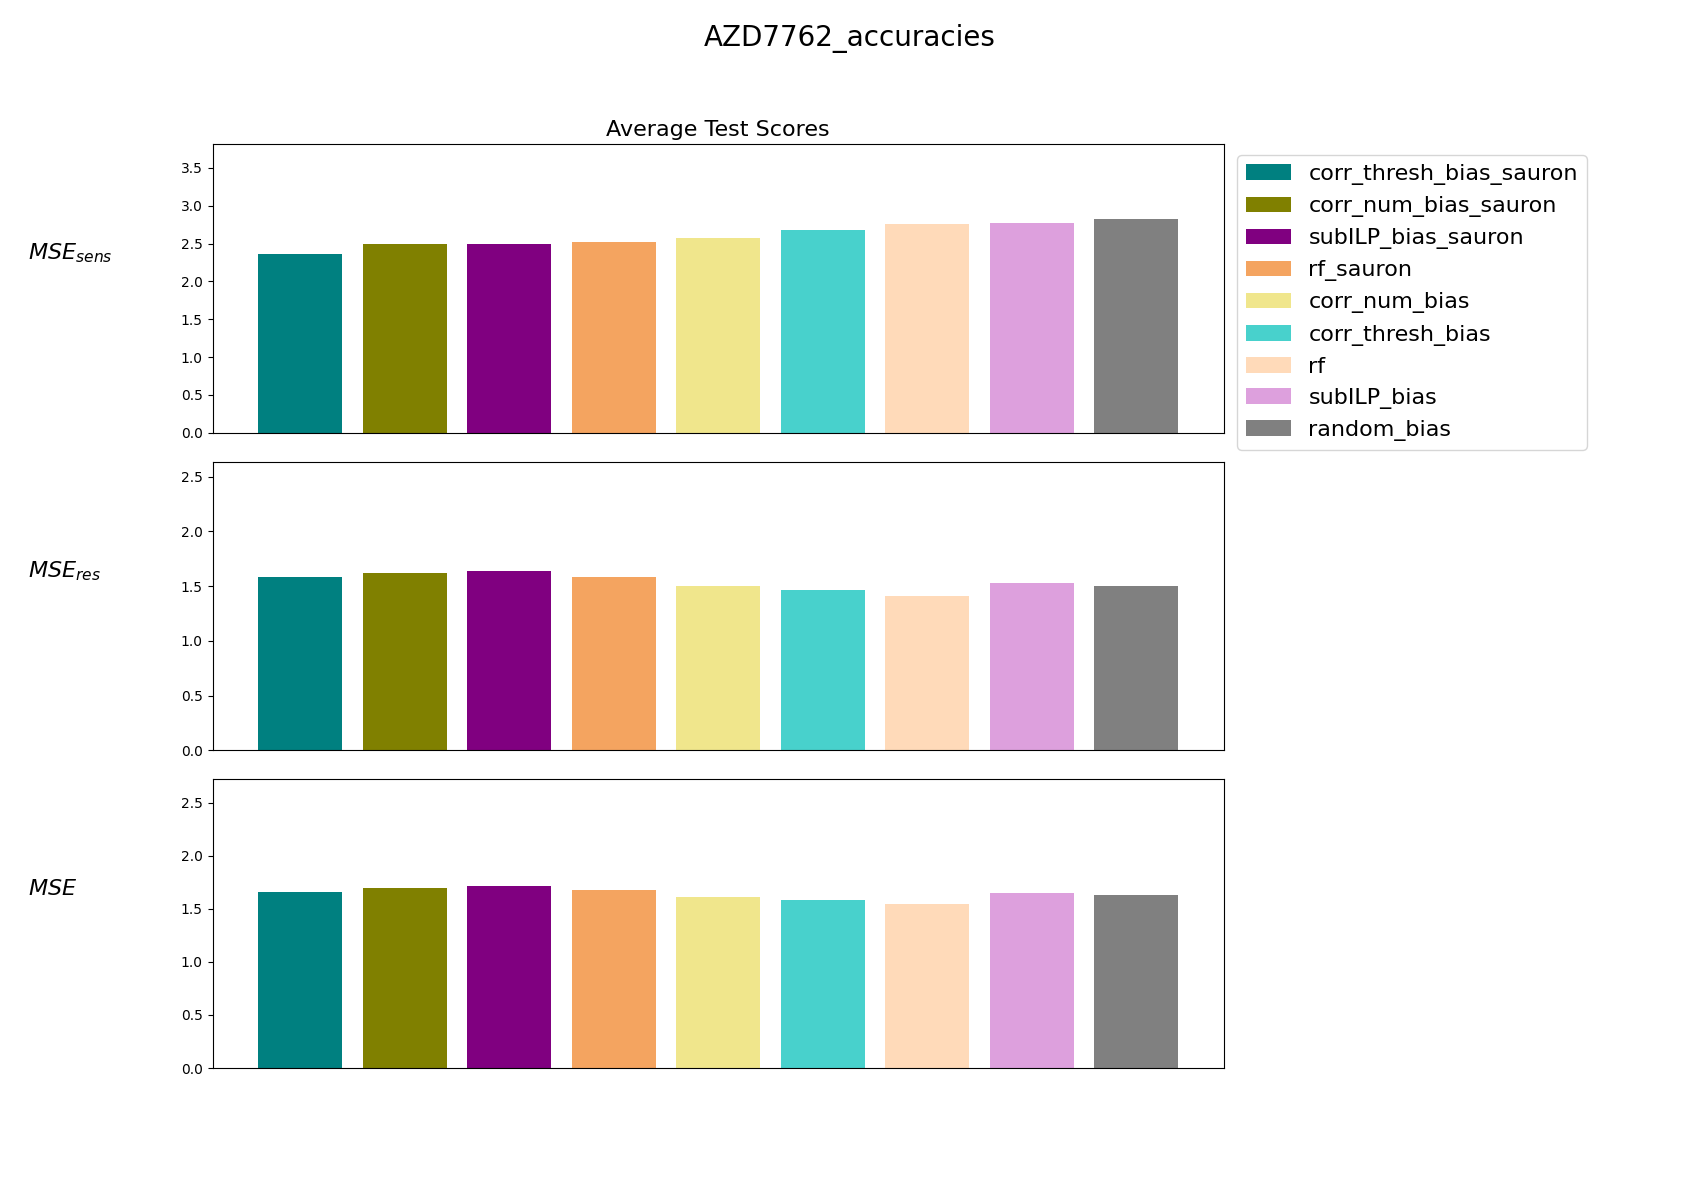 AZD7762_accuracies
Average Test Scores
MSE_sens
3.5
3.0
2.5
2.0
1.5
1.0
0.5
0.0
corr_thresh_bias_sauron
corr_num_bias_sauron
subILP_bias_sauron
rf_sauron
corr_num_bias
corr_thresh_bias
rf
subILP_bias
random_bias
MSE_res
2.5
2.0
1.5
1.0
0.5
0.0
MSE
2.5
2.0
1.5
1.0
0.5
0.0